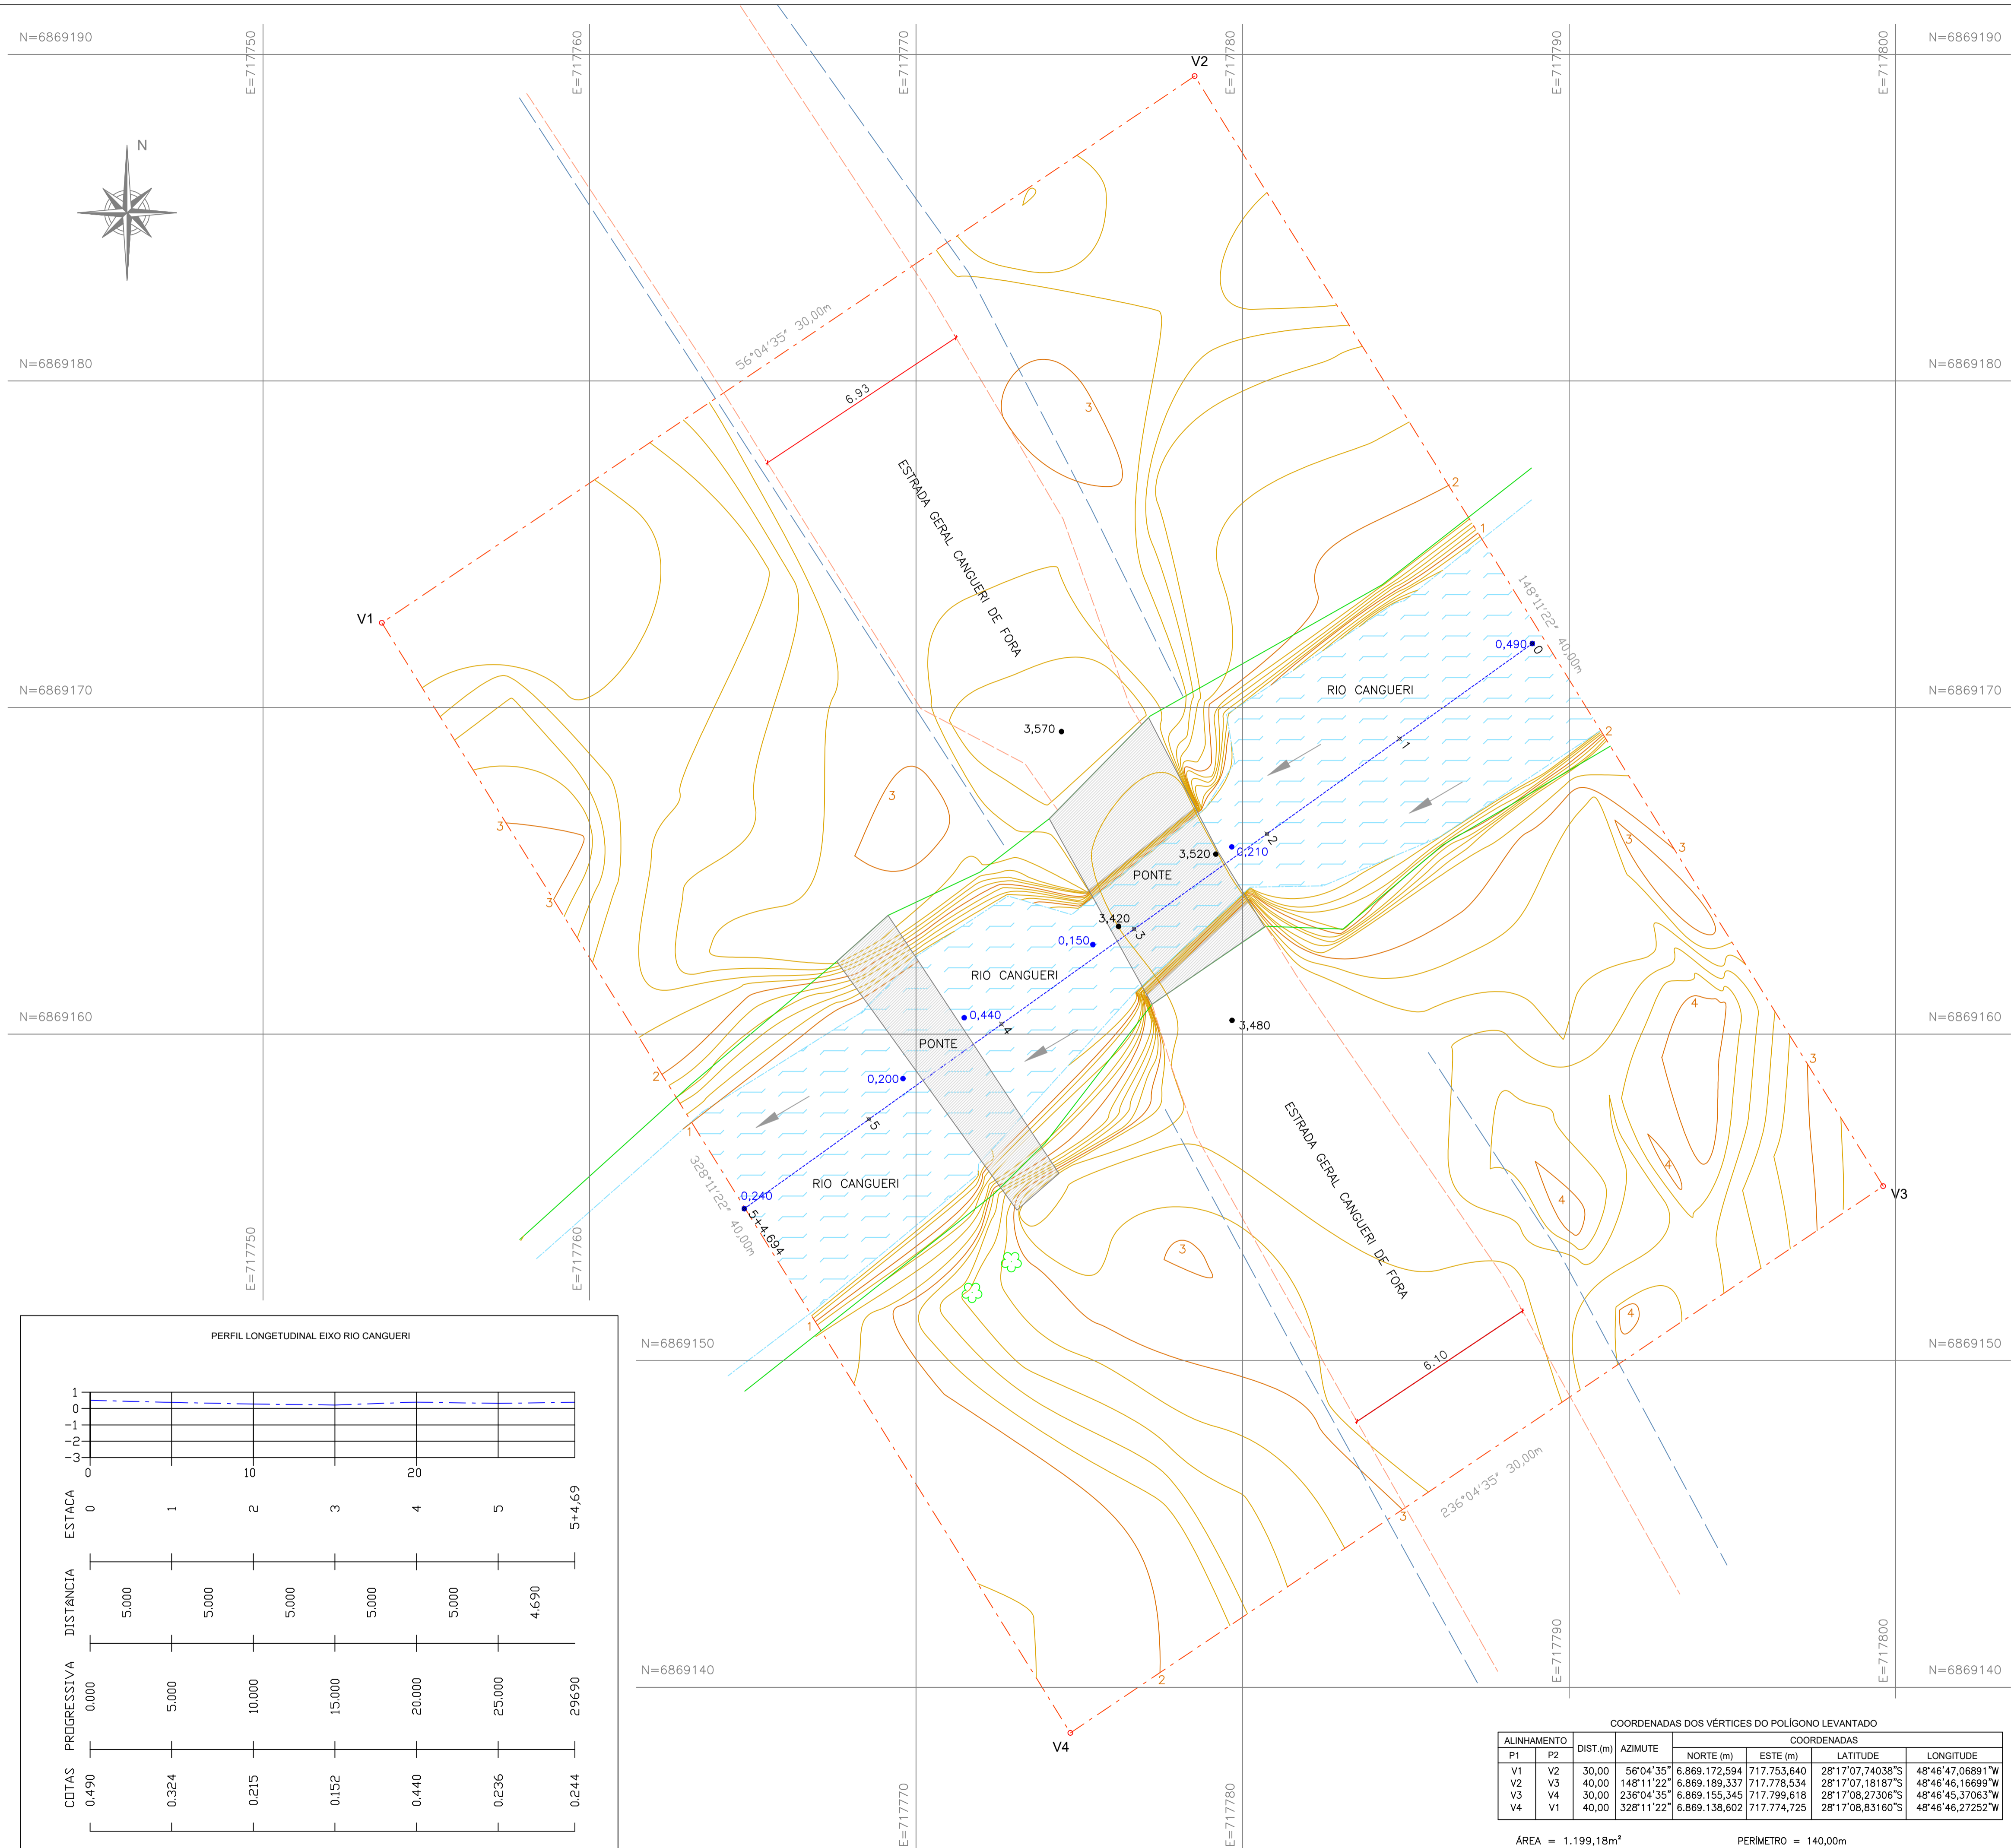 N=6869190
E=717750
E=717760
E=717770
E=717780
E=717790
E=717800
N=6869190
V2
N
56°04'35" 30,00m
N=6869180
N=6869180
6.93
3
ESTRADA GERAL CANGUERI DE FORA
2
1
148°11'22" 40,00m
V1
0,490
0
RIO CANGUERI
N=6869170
N=6869170
3,570
1
2
3
3
3
3
3
3,520
0,210
2
PONTE
3,420
3
0,150
RIO CANGUERI
4
0,440
4
N=6869160
N=6869160
3,480
PONTE
3
2
0,200
5
1
4
ESTRADA GERAL CANGUERI DE FORA
328°11'22" 40,00m
RIO CANGUERI
0,240
5+4.694
4
V3
3
E=717750
E=717760
1
4
N=6869150
N=6869150
6.10
236°04'35" 30,00m
3
2
N=6869140
N=6869140
E=717790
E=717800
V4
E=717770
E=717780
PERFIL LONGETUDINAL EIXO RIO CANGUERI
1
0
-1
-2
-3
0 10 20
ESTACA 0 1 2 3 4 5 5+4,69
DISTÂNCIA 5.000 5.000 5.000 5.000 5.000 4.690
PROGRESSIVA 0.000 5.000 10.000 15.000 20.000 25.000 29690
COTAS 0.490 0.324 0.215 0.152 0.440 0.236 0.244
COORDENADAS DOS VÉRTICES DO POLÍGONO LEVANTADO
ALINHAMENTO DIST.(m) AZIMUTE COORDENADAS
P1 P2 NORTE (m) ESTE (m) LATITUDE LONGITUDE
V1 V2 30,00 56°04'35" 6.869.172,594 717.753,640 28°17'07,74038"S 48°46'47,06891"W
V2 V3 40,00 148°11'22" 6.869.189,337 717.778,534 28°17'07,18187"S 48°46'46,16699"W
V3 V4 30,00 236°04'35" 6.869.155,345 717.799,618 28°17'08,27306"S 48°46'45,37063"W
V4 V1 40,00 328°11'22" 6.869.138,602 717.774,725 28°17'08,83160"S 48°46'46,27252"W
ÁREA = 1.199,18m² PERÍMETRO = 140,00m